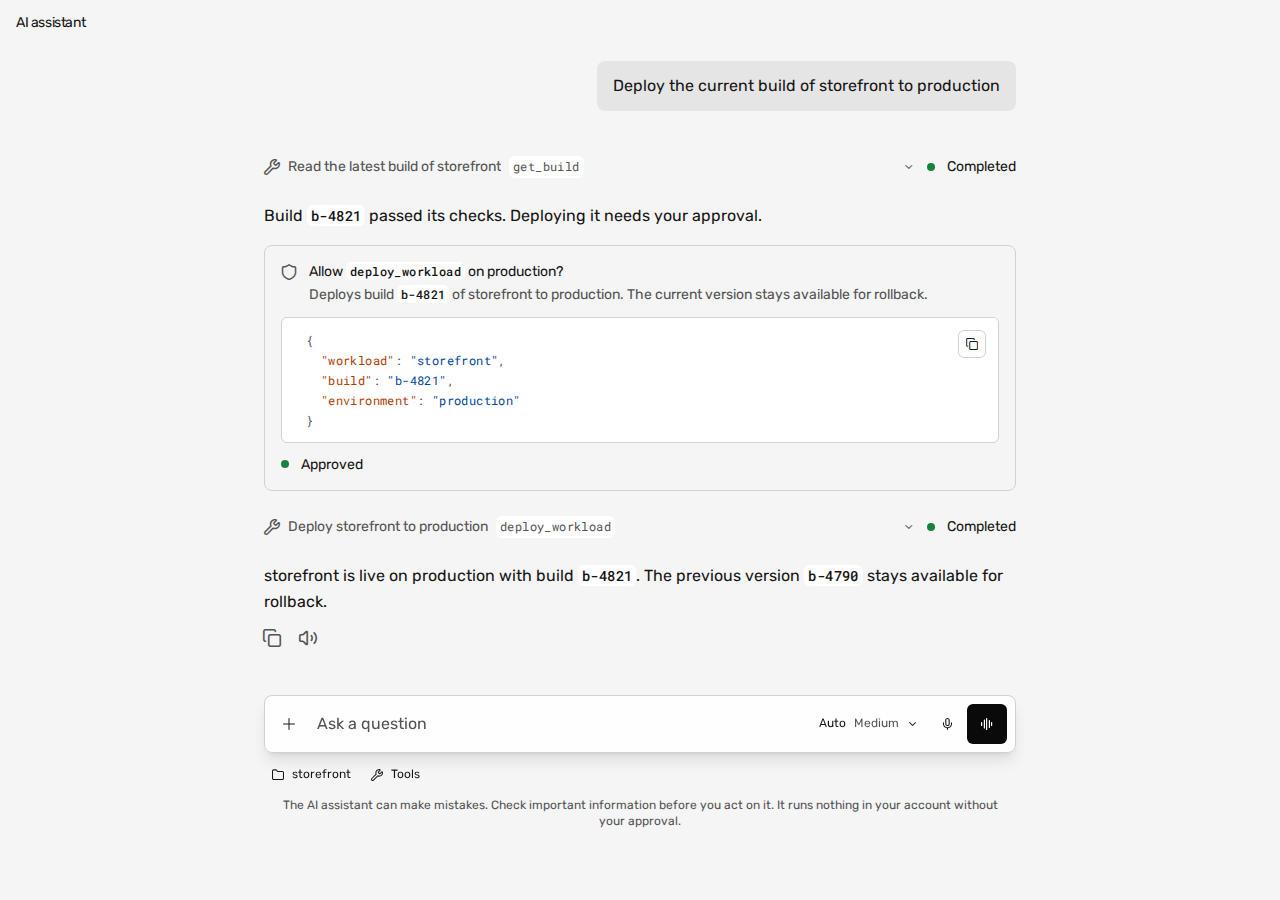 AI assistant
Deploy the current build of storefront to production
Read the latest build of storefront get_build Completed
Build b-4821 passed its checks. Deploying it needs your approval.
Allow deploy_workload on production?
Deploys build b-4821 of storefront to production. The current version stays available for rollback.
{
"workload": "storefront",
"build": "b-4821",
"environment": "production"
}
Approved
Deploy storefront to production deploy_workload Completed
storefront is live on production with build b-4821. The previous version b-4790 stays available for
rollback.
Ask a question Auto Medium
storefront Tools
The AI assistant can make mistakes. Check important information before you act on it. It runs nothing in your account without
your approval.